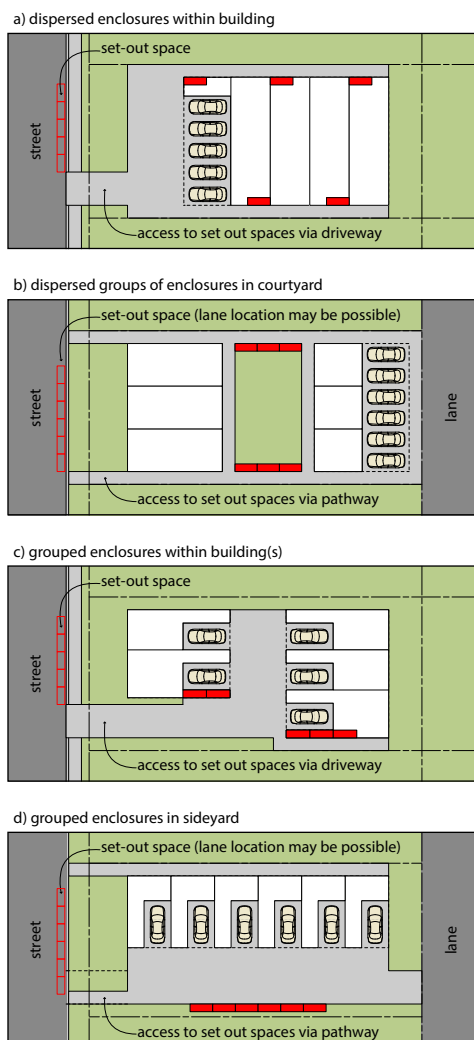 a) dispersed enclosures within building
set-out space
street
access to set out spaces via driveway
b) dispersed groups of enclosures in courtyard
set-out space (lane location may be possible)
street
lane
access to set out spaces via pathway
c) grouped enclosures within building(s)
set-out space
street
access to set out spaces via driveway
d) grouped enclosures in sideyard
set-out space (lane location may be possible)
street
lane
access to set out spaces via pathway